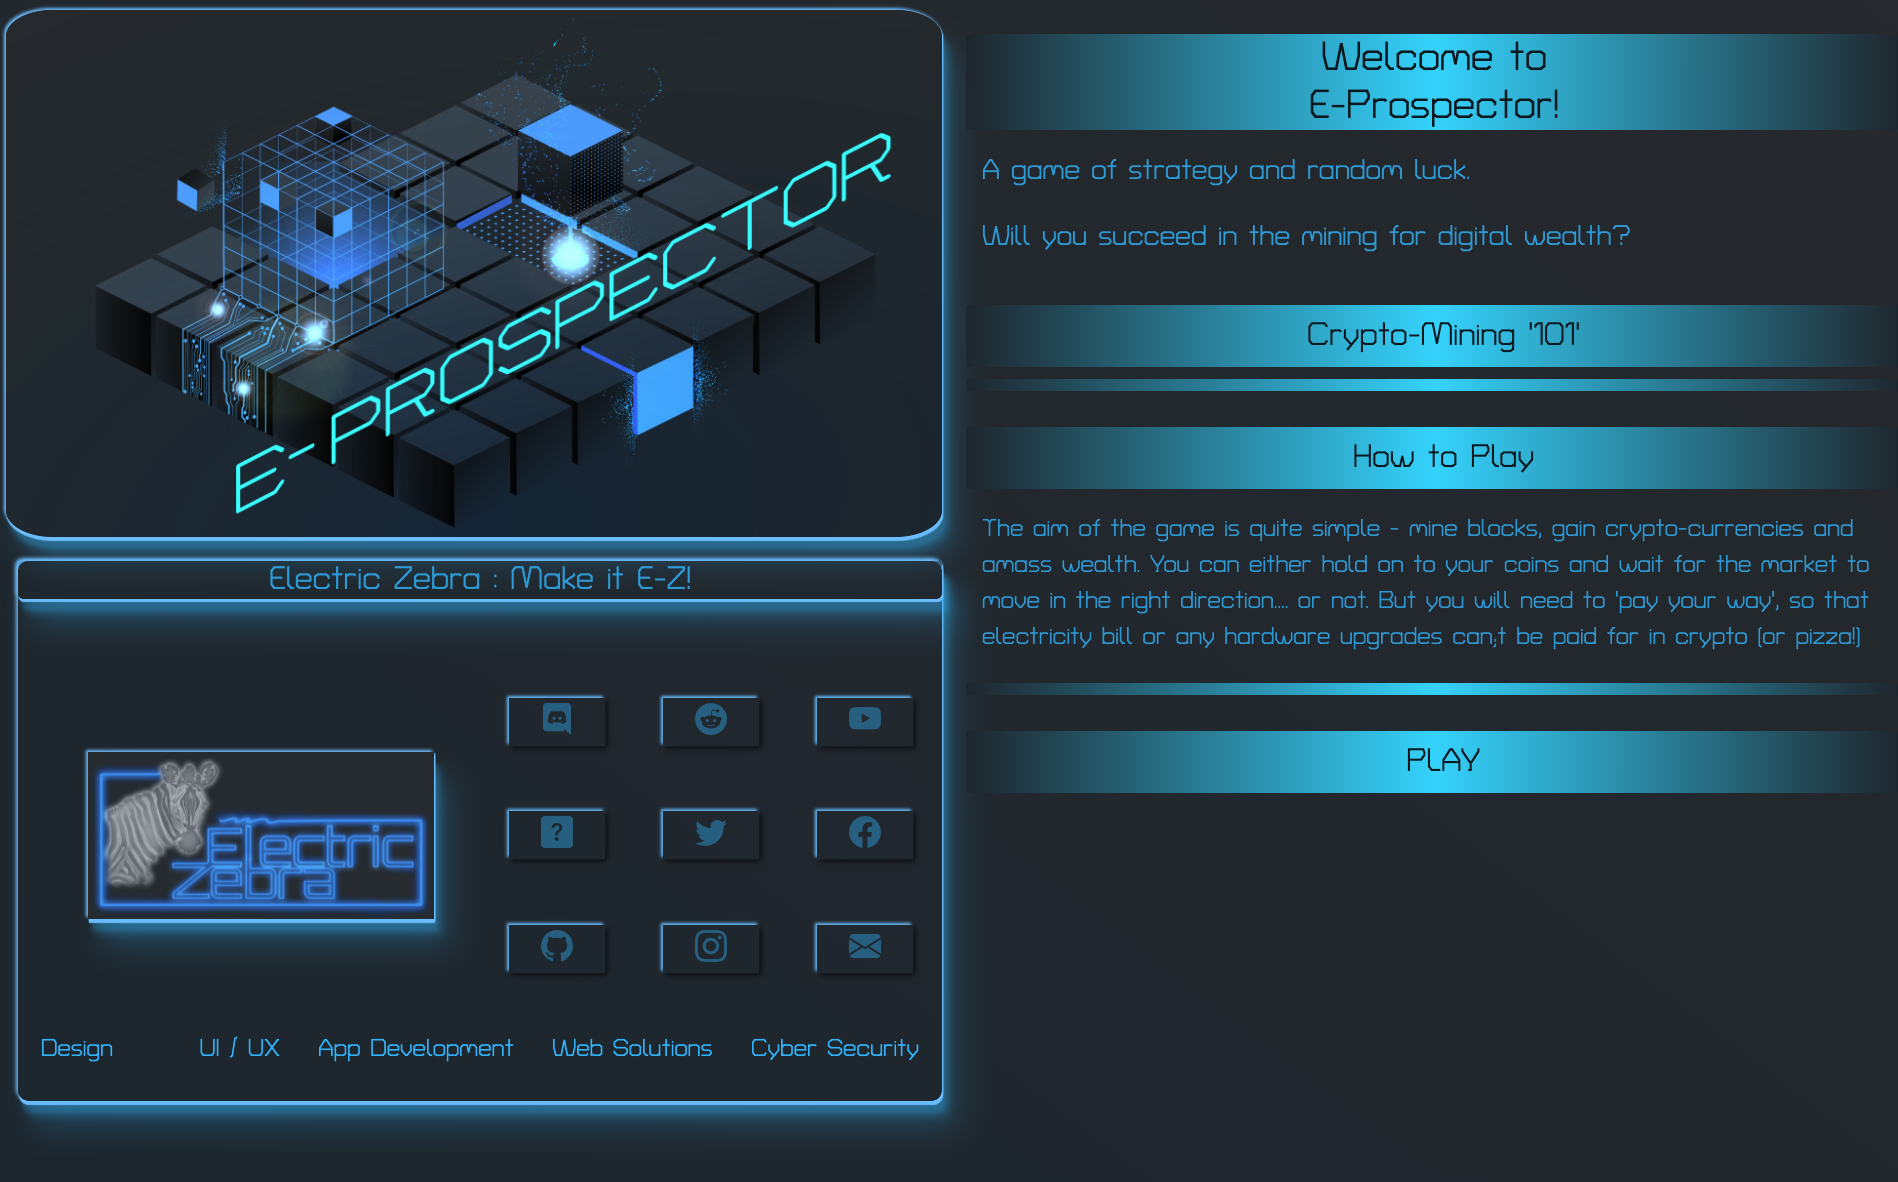 E-PROSPECTOR
Welcome to
E-Prospector!
A game of strategy and random luck.
Will you succeed in the mining for digital wealth?
Crypto-Mining '101'
How to Play
The aim of the game is quite simple - mine blocks, gain crypto-currencies and
amass wealth. You can either hold on to your coins and wait for the market to
move in the right direction.... or not. But you will need to 'pay your way', so that
electricity bill or any hardware upgrades can;t be paid for in crypto (or pizza!)
PLAY
Electric Zebra : Make it E-Z!
Electric
Zebra
?
Design UI / UX App Development Web Solutions Cyber Security